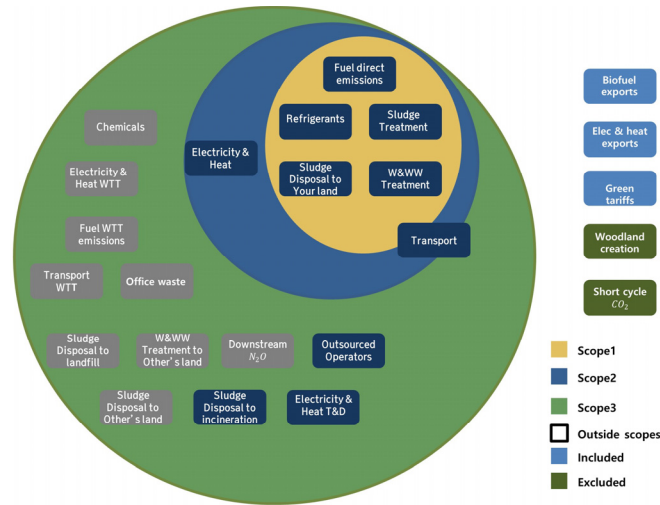 Fuel direct
emissions
Refrigerants
Sludge
Treatment
Chemicals
Electricity &
Heat
Electricity &
Heat WTT
Sludge
Disposal to
Your land
W&WW
Treatment
Fuel WTT
emissions
Transport
Transport
WTT
Office waste
Sludge
Disposal to
landfill
W&WW
Treatment to
Other's land
Downstream
N₂O
Outsourced
Operators
Sludge
Disposal to
Other's land
Sludge
Disposal to
incineration
Electricity &
Heat T&D
Biofuel
exports
Elec & heat
exports
Green
tariffs
Woodland
creation
Short cycle
CO₂
Scope1
Scope2
Scope3
Outside scopes
Included
Excluded